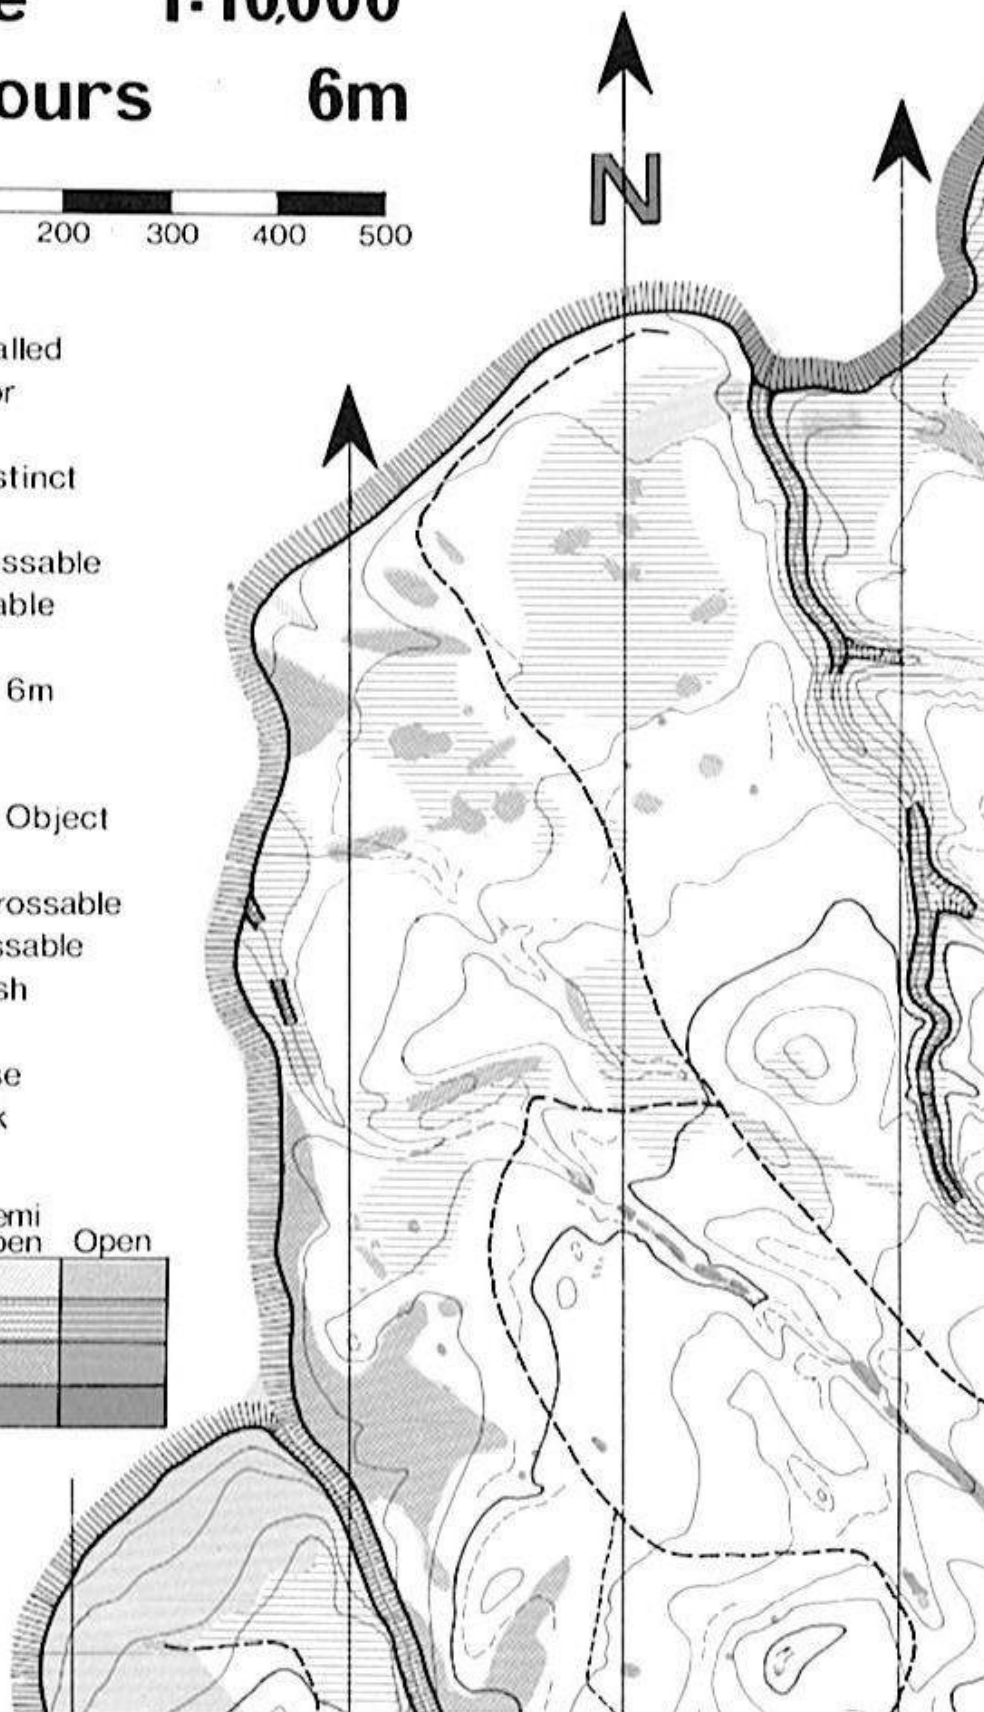 1:10,000
ours 6m
N
200 300 400 500
alled
or
stinct
ssable
able
6m
Object
rossable
ssable
sh
se
k
emi
pen Open